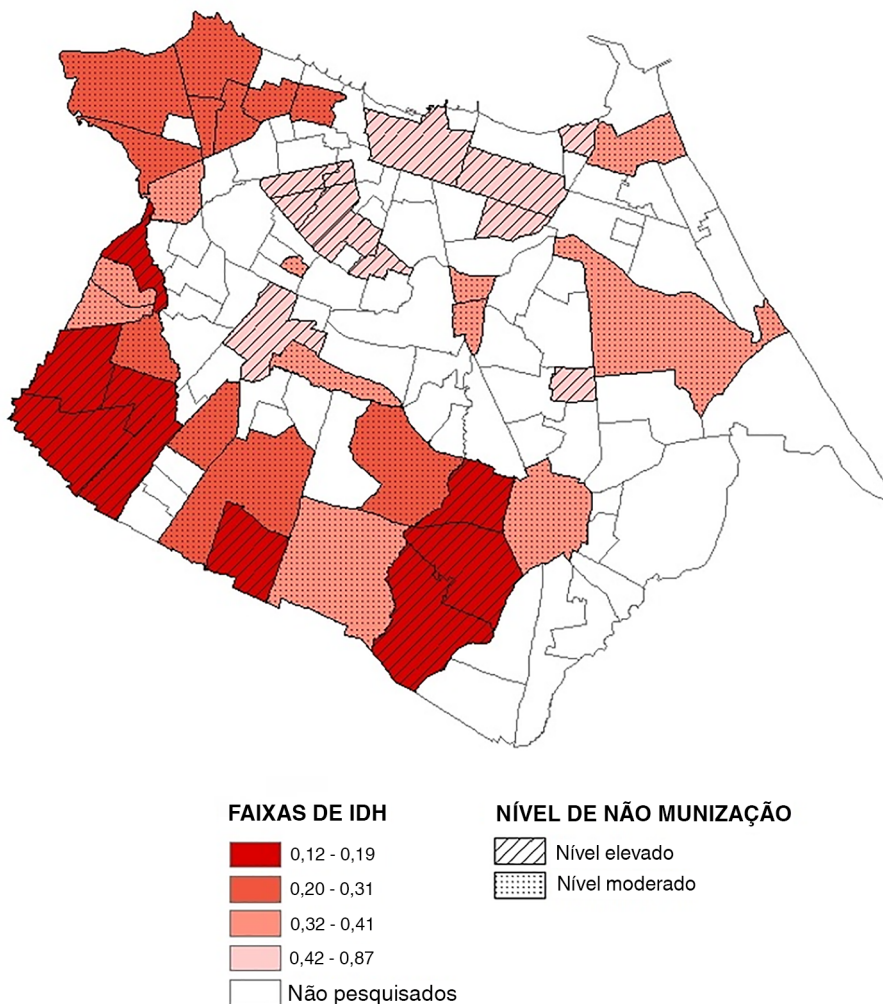 FAIXAS DE IDH
0,12 - 0,19
0,20 - 0,31
0,32 - 0,41
0,42 - 0,87
Não pesquisados
NÍVEL DE NÃO MUNIZAÇÃO
Nível elevado
Nível moderado